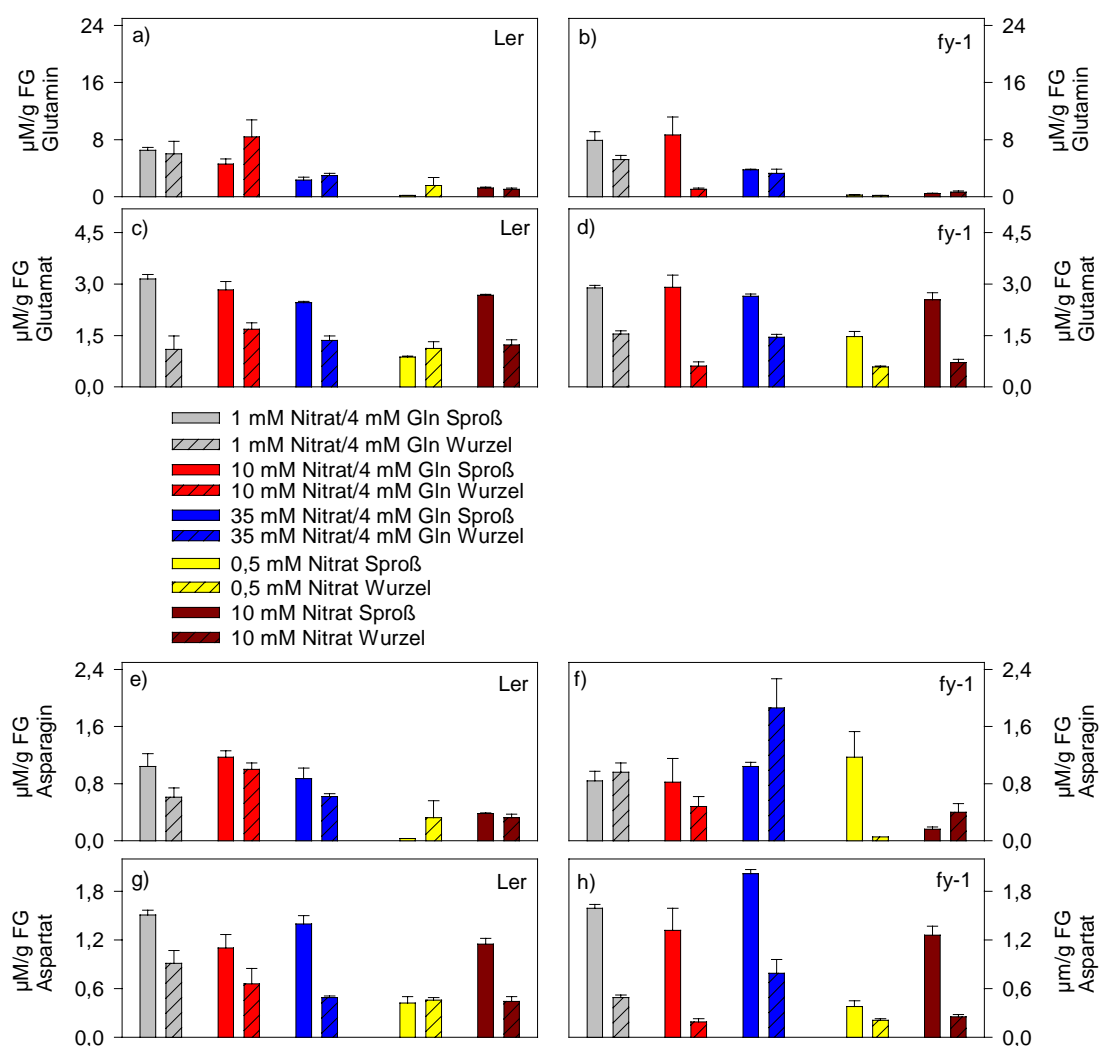 a)
Ler
24
16
8
0
µM/g FG
Glutamin
b)
fy-1
24
16
8
0
µM/g FG
Glutamin
c)
Ler
4,5
3,0
1,5
0,0
µM/g FG
Glutamat
d)
fy-1
4,5
3,0
1,5
0,0
µM/g FG
Glutamat
1 mM Nitrat/4 mM Gln Sproß
1 mM Nitrat/4 mM Gln Wurzel
10 mM Nitrat/4 mM Gln Sproß
10 mM Nitrat/4 mM Gln Wurzel
35 mM Nitrat/4 mM Gln Sproß
35 mM Nitrat/4 mM Gln Wurzel
0,5 mM Nitrat Sproß
0,5 mM Nitrat Wurzel
10 mM Nitrat Sproß
10 mM Nitrat Wurzel
e)
Ler
2,4
1,6
0,8
0,0
µM/g FG
Asparagin
f)
fy-1
2,4
1,6
0,8
0,0
µM/g FG
Asparagin
g)
Ler
1,8
1,2
0,6
0,0
µM/g FG
Aspartat
h)
fy-1
1,8
1,2
0,6
0,0
µm/g FG
Aspartat